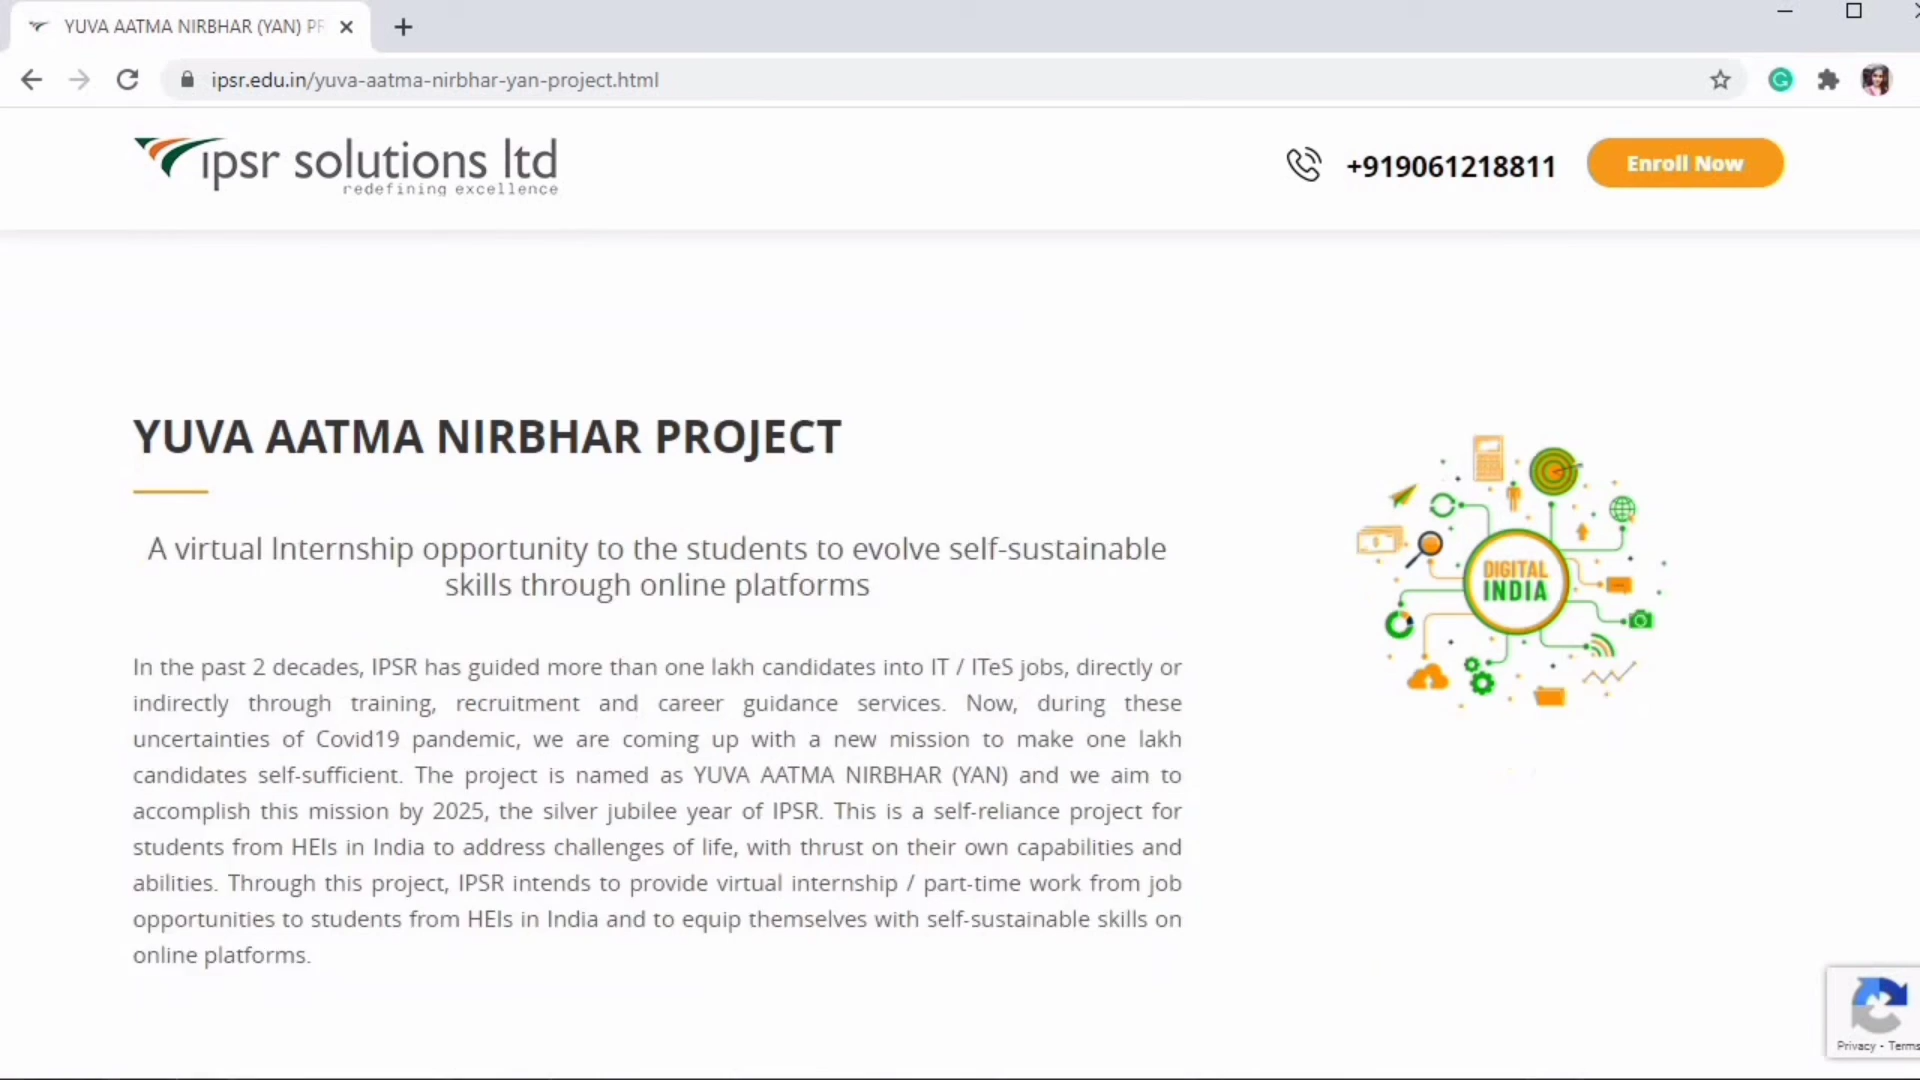 YUVA AATMA NIRBHAR (YAN) PR
ipsr.edu.in/yuva-aatma-nirbhar-yan-project.html
ipsr solutions ltd
redefining excellence
+919061218811
Enroll Now
YUVA AATMA NIRBHAR PROJECT
A virtual Internship opportunity to the students to evolve self-sustainable
skills through online platforms
DIGITAL
INDIA
In the past 2 decades, IPSR has guided more than one lakh candidates into IT / ITeS jobs, directly or
indirectly through training, recruitment and career guidance services. Now, during these
uncertainties of Covid19 pandemic, we are coming up with a new mission to make one lakh
candidates self-sufficient. The project is named as YUVA AATMA NIRBHAR (YAN) and we aim to
accomplish this mission by 2025, the silver jubilee year of IPSR. This is a self-reliance project for
students from HEIs in India to address challenges of life, with thrust on their own capabilities and
abilities. Through this project, IPSR intends to provide virtual internship / part-time work from job
opportunities to students from HEIs in India and to equip themselves with self-sustainable skills on
online platforms.
Privacy - Terms